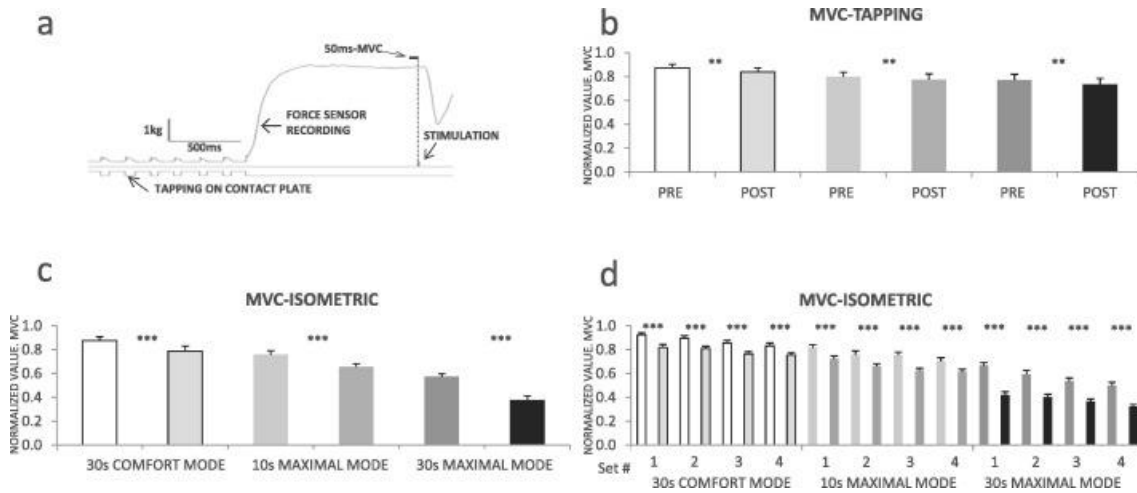 a
50ms-MVC
FORCE SENSOR
RECORDING
1kg
500ms
STIMULATION
TAPPING ON CONTACT PLATE
b
MVC-TAPPING
NORMALIZED VALUE. MVC
1.0
0.8
0.6
0.4
0.2
0.0
** ** **
PRE POST PRE POST PRE POST
c
MVC-ISOMETRIC
NORMALIZED VALUE. MVC
1.0
0.8
0.6
0.4
0.2
0.0
*** *** ***
30s COMFORT MODE 10s MAXIMAL MODE 30s MAXIMAL MODE
d
MVC-ISOMETRIC
NORMALIZED VALUE. MVC
1.0
0.8
0.6
0.4
0.2
0.0
*** *** *** *** *** *** *** *** *** *** *** ***
Set # 1 2 3 4 1 2 3 4 1 2 3 4
30s COMFORT MODE 10s MAXIMAL MODE 30s MAXIMAL MODE